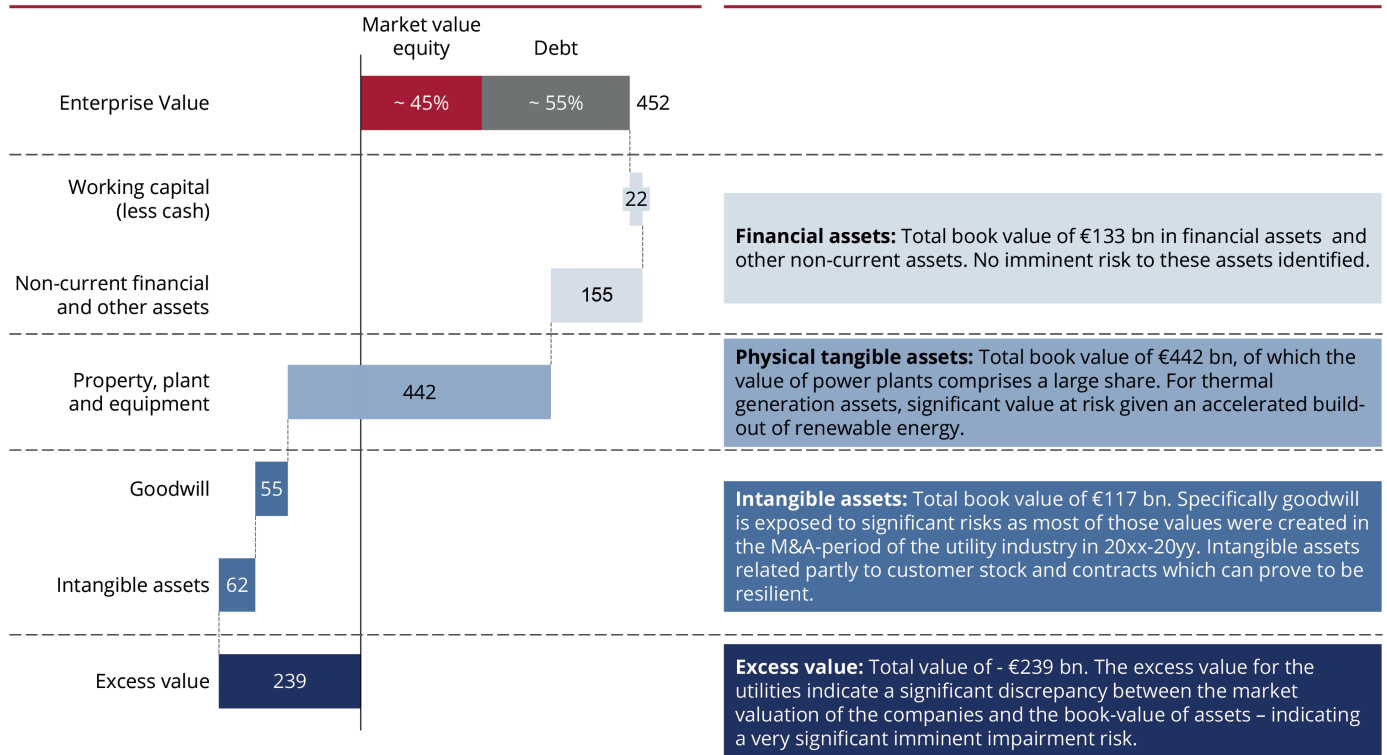 Market value
equity
Debt
Enterprise Value
~ 45%
~ 55%
452
Working capital
(less cash)
22
Non-current financial
and other assets
155
Financial assets: Total book value of €133 bn in financial assets and
other non-current assets. No imminent risk to these assets identified.
Property, plant
and equipment
442
Physical tangible assets: Total book value of €442 bn, of which the
value of power plants comprises a large share. For thermal
generation assets, significant value at risk given an accelerated build-
out of renewable energy.
Goodwill
55
Intangible assets
62
Intangible assets: Total book value of €117 bn. Specifically goodwill
is exposed to significant risks as most of those values were created in
the M&A-period of the utility industry in 20xx-20yy. Intangible assets
related partly to customer stock and contracts which can prove to be
resilient.
Excess value
239
Excess value: Total value of - €239 bn. The excess value for the
utilities indicate a significant discrepancy between the market
valuation of the companies and the book-value of assets – indicating
a very significant imminent impairment risk.